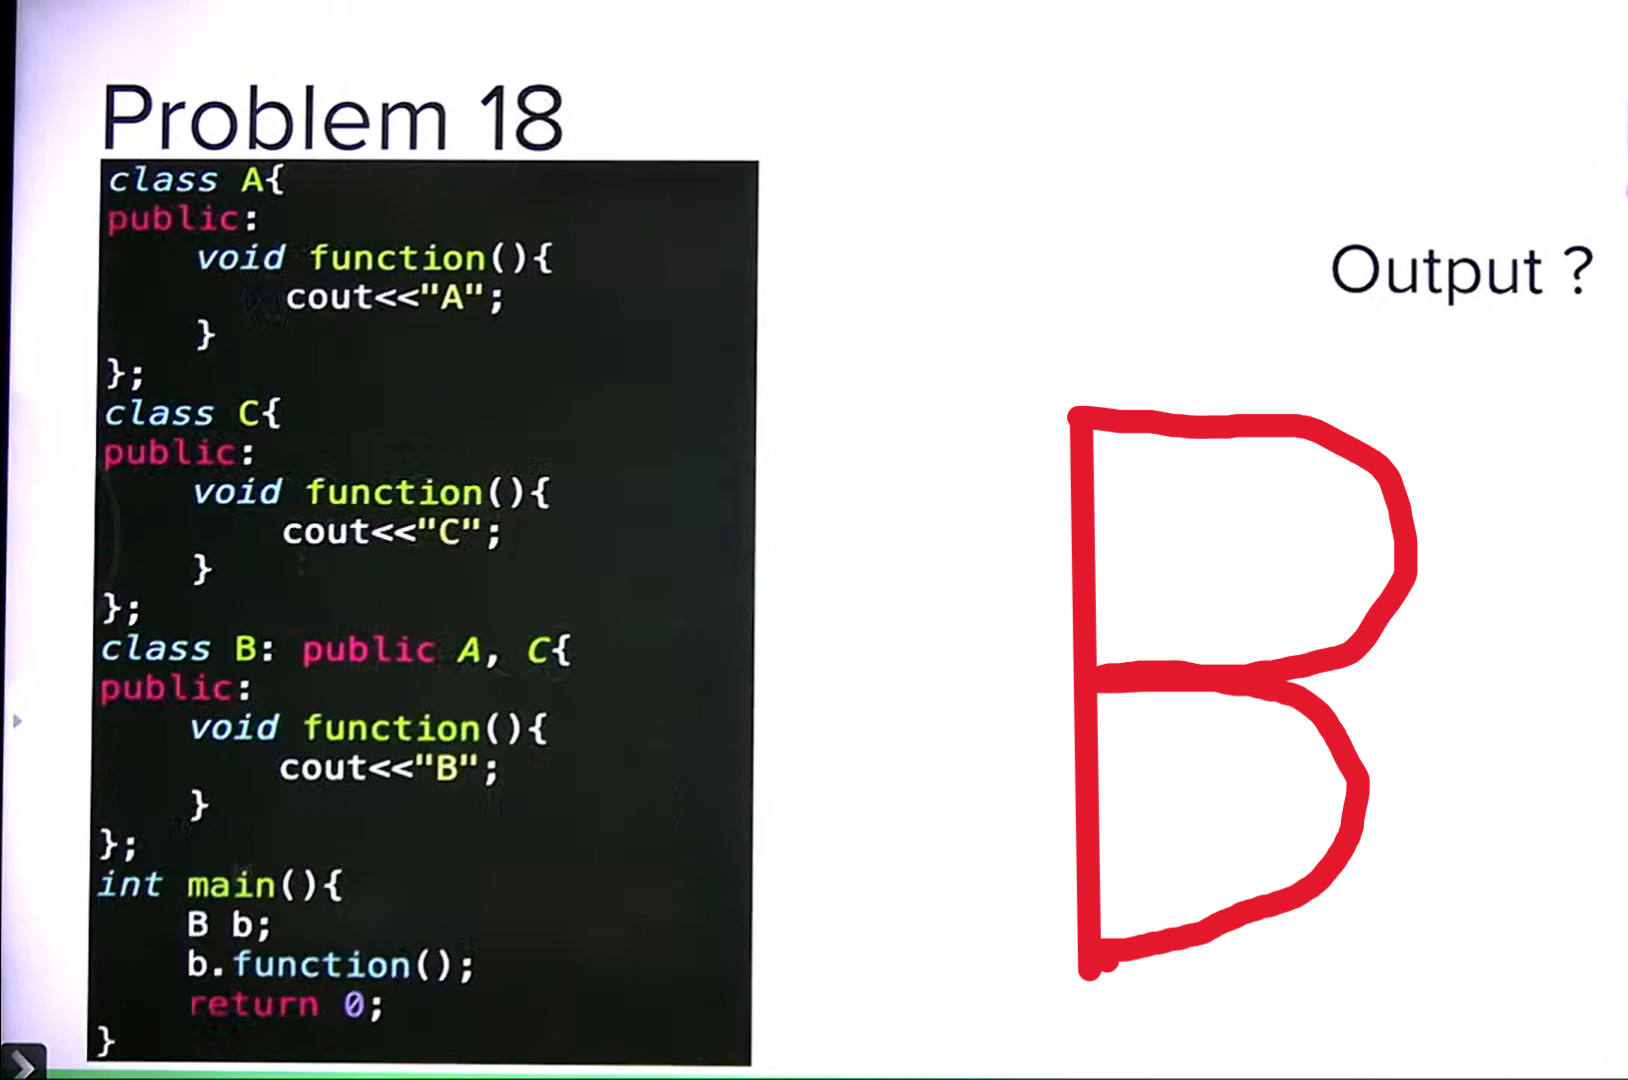 Problem 18
class A{
public:
void function(){
cout<<"A";
}
};
class C{
public:
void function(){
cout<<"C";
}
};
class B: public A, C{
public:
void function(){
cout<<"B";
}
};
int main(){
B b;
b.function();
return 0;
}
Output ?
B